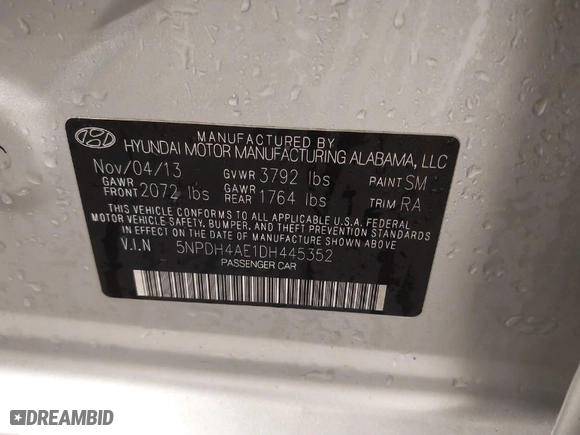 MANUFACTURED BY
HYUNDAI MOTOR MANUFACTURING ALABAMA, LLC
Nov/04/13 GVWR 3792 lbs PAINT SM
GAWR FRONT 2072 lbs GAWR REAR 1764 lbs TRIM RA
THIS VEHICLE CONFORMS TO ALL APPLICABLE U.S.A. FEDERAL
MOTOR VEHICLE SAFETY, BUMPER, AND THEFT PREVENTION STANDARDS
IN EFFECT ON THE DATE OF MANUFACTURE SHOWN ABOVE.
V.I.N 5NPDH4AE1DH445352
PASSENGER CAR
DREAMBID